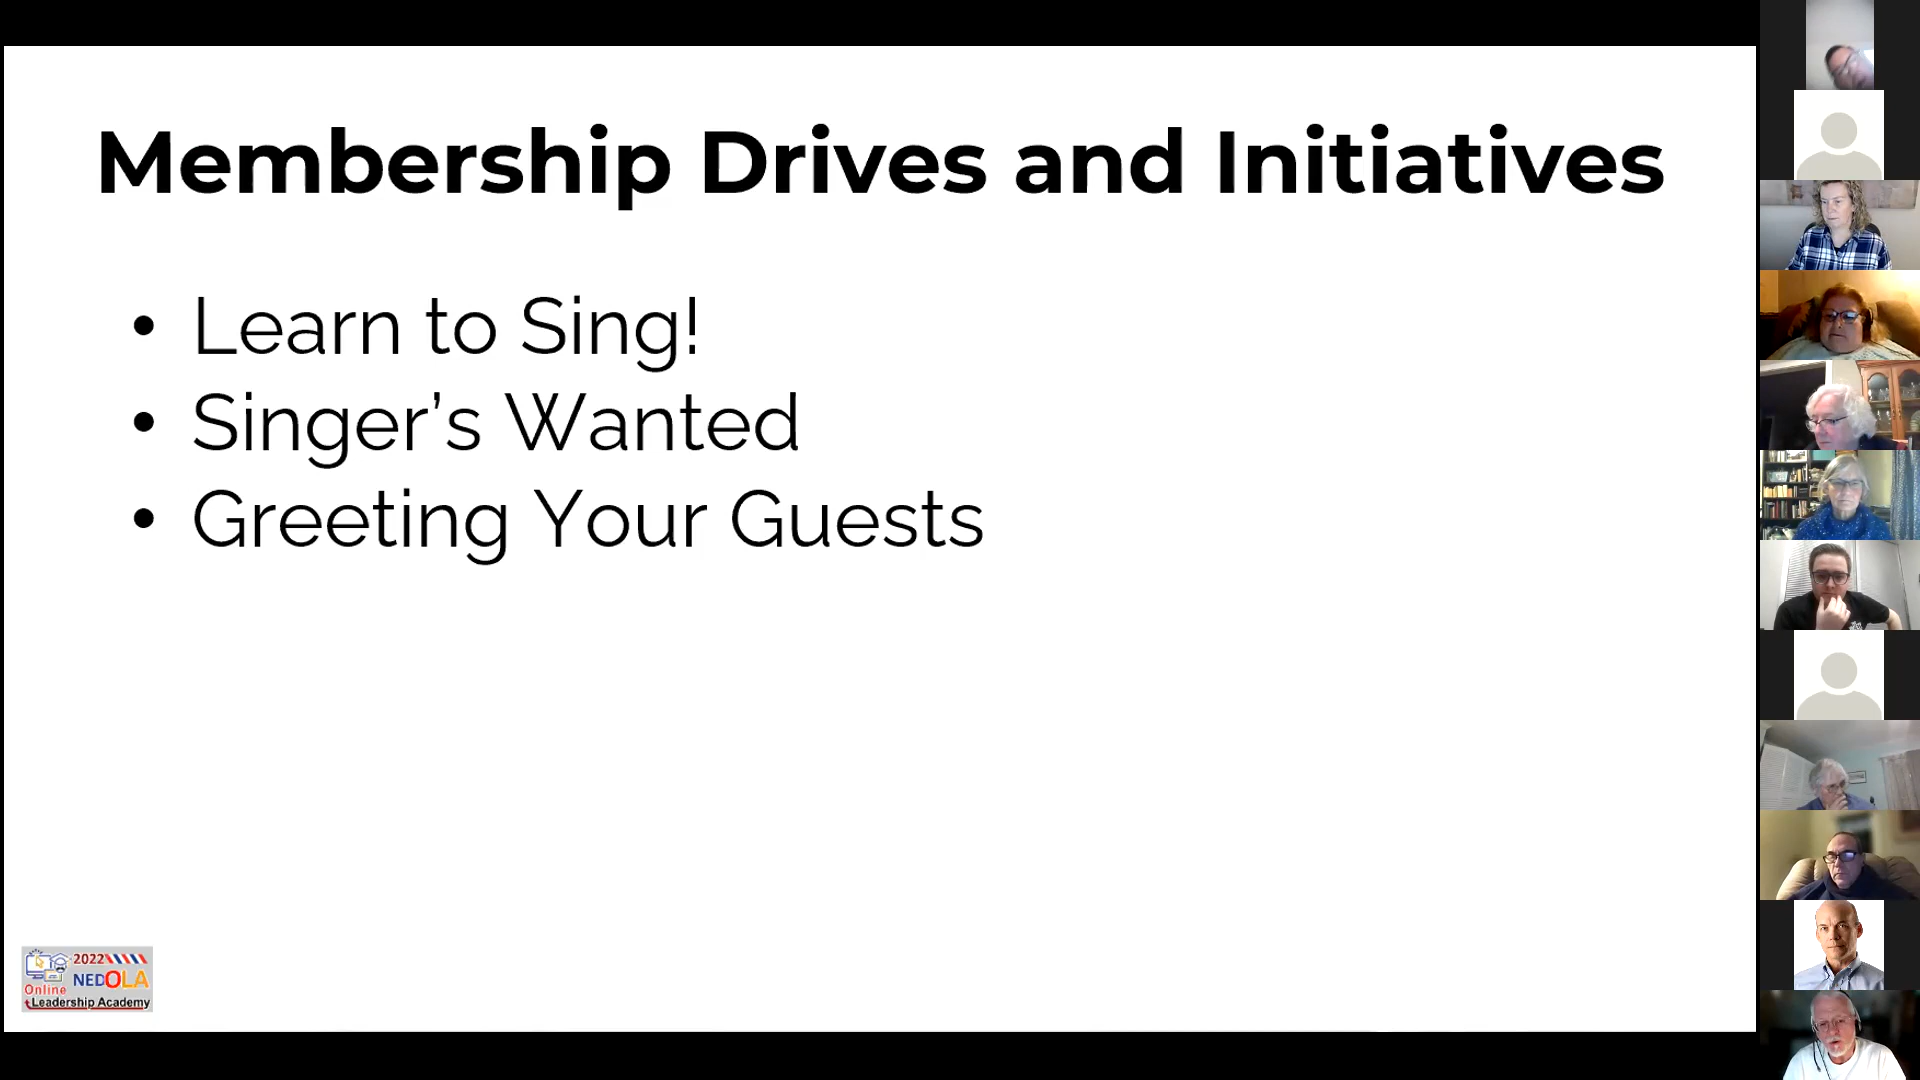 Membership Drives and Initiatives
• Learn to Sing!
• Singer’s Wanted
• Greeting Your Guests
2022
NEDOLA
Online
Leadership Academy